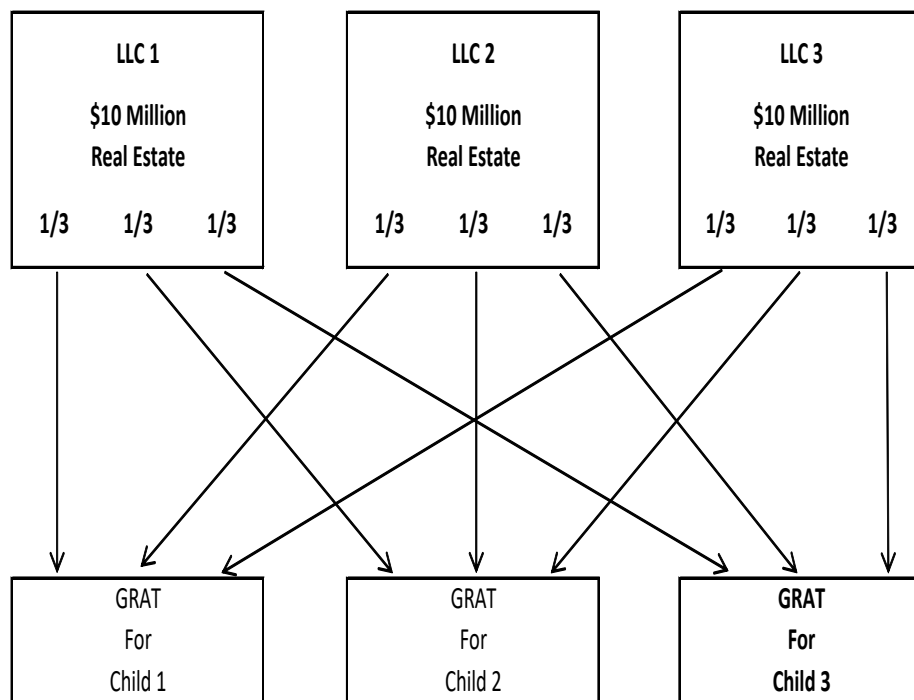 LLC 1
$10 Million
Real Estate
1/3 1/3 1/3
LLC 2
$10 Million
Real Estate
1/3 1/3 1/3
LLC 3
$10 Million
Real Estate
1/3 1/3 1/3
GRAT
For
Child 1
GRAT
For
Child 2
GRAT
For
Child 3